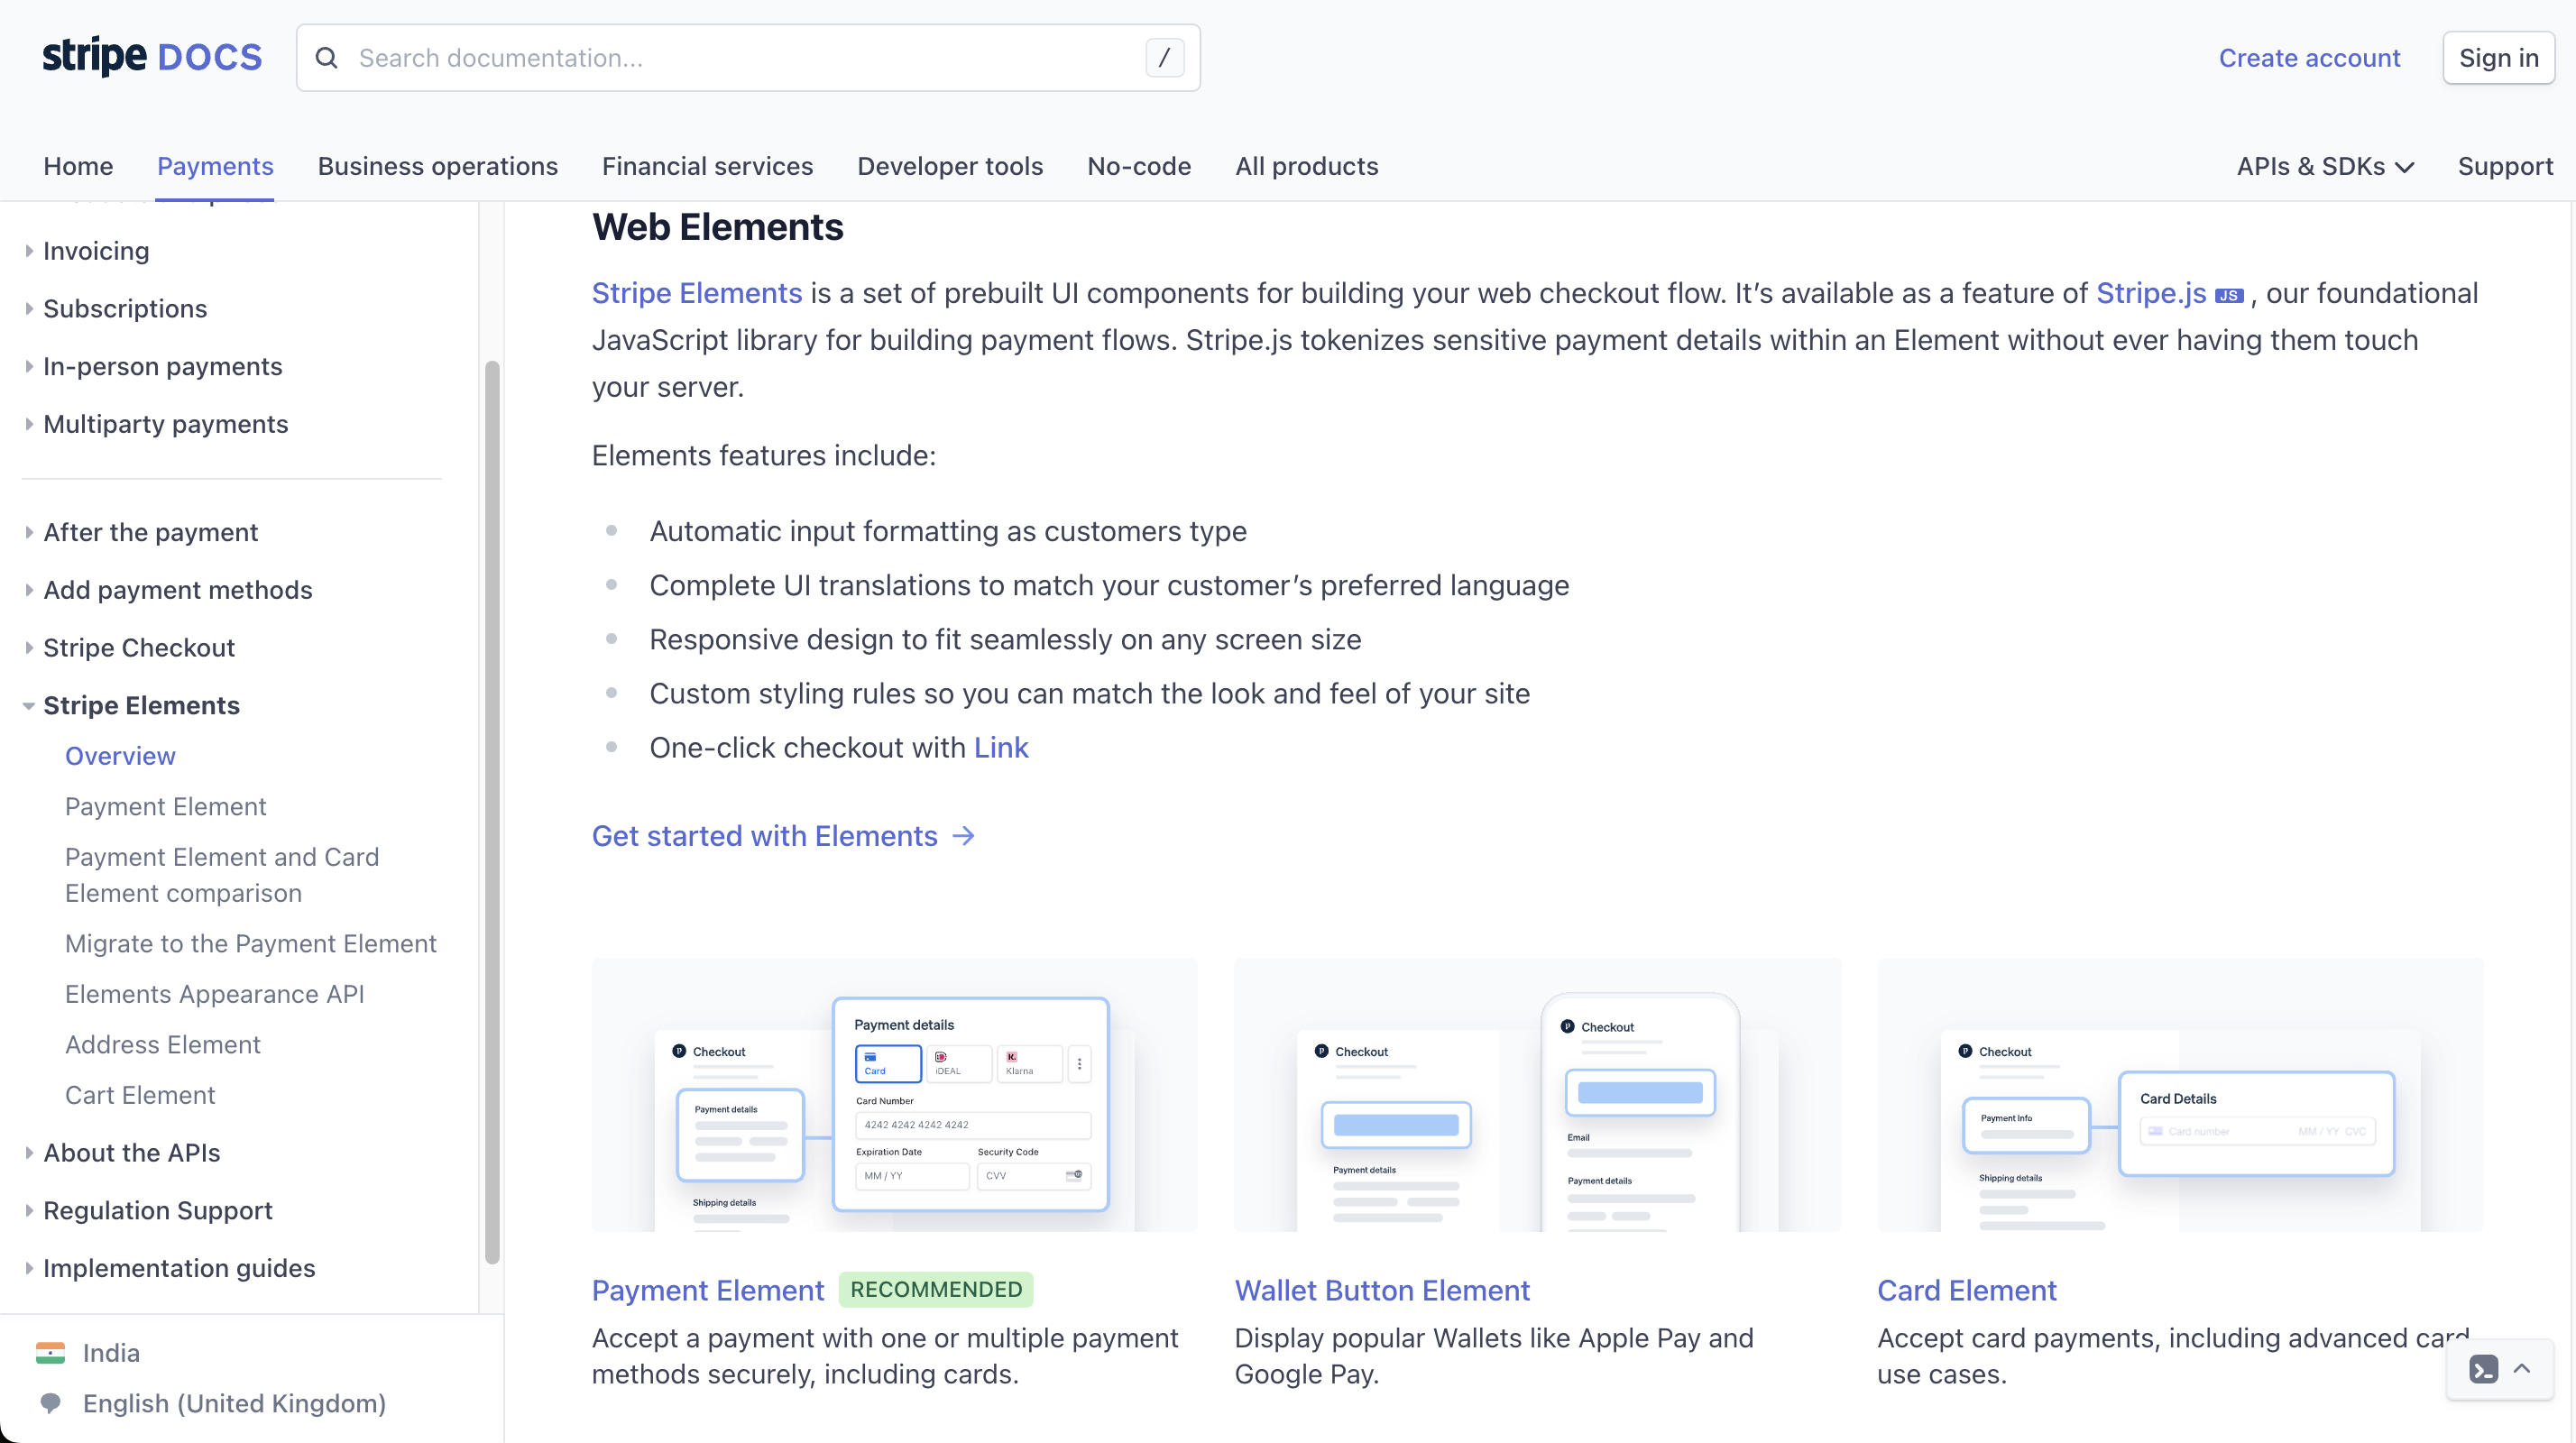 stripe DOCS
Search documentation...
/
Create account
Sign in
Home
Payments
Business operations
Financial services
Developer tools
No-code
All products
APIs & SDKs
Support
Invoicing
Subscriptions
In-person payments
Multiparty payments
After the payment
Add payment methods
Stripe Checkout
Stripe Elements
Overview
Payment Element
Payment Element and Card
Element comparison
Migrate to the Payment Element
Elements Appearance API
Address Element
Cart Element
About the APIs
Regulation Support
Implementation guides
India
English (United Kingdom)
Web Elements
Stripe Elements is a set of prebuilt UI components for building your web checkout flow. It’s available as a feature of Stripe.js JS , our foundational
JavaScript library for building payment flows. Stripe.js tokenizes sensitive payment details within an Element without ever having them touch
your server.
Elements features include:
Automatic input formatting as customers type
Complete UI translations to match your customer’s preferred language
Responsive design to fit seamlessly on any screen size
Custom styling rules so you can match the look and feel of your site
One-click checkout with Link
Get started with Elements →
P Checkout
Payment details
Shipping details
Payment details
Card
iDEAL
K.
Klarna
Card Number
4242 4242 4242 4242
Expiration Date
Security Code
MM / YY
CVV
Payment Element RECOMMENDED
Accept a payment with one or multiple payment
methods securely, including cards.
P Checkout
Payment details
P Checkout
Email
Payment details
Wallet Button Element
Display popular Wallets like Apple Pay and
Google Pay.
P Checkout
Payment Info
Shipping details
Card Details
Card number
MM / YY CVC
Card Element
Accept card payments, including advanced card
use cases.